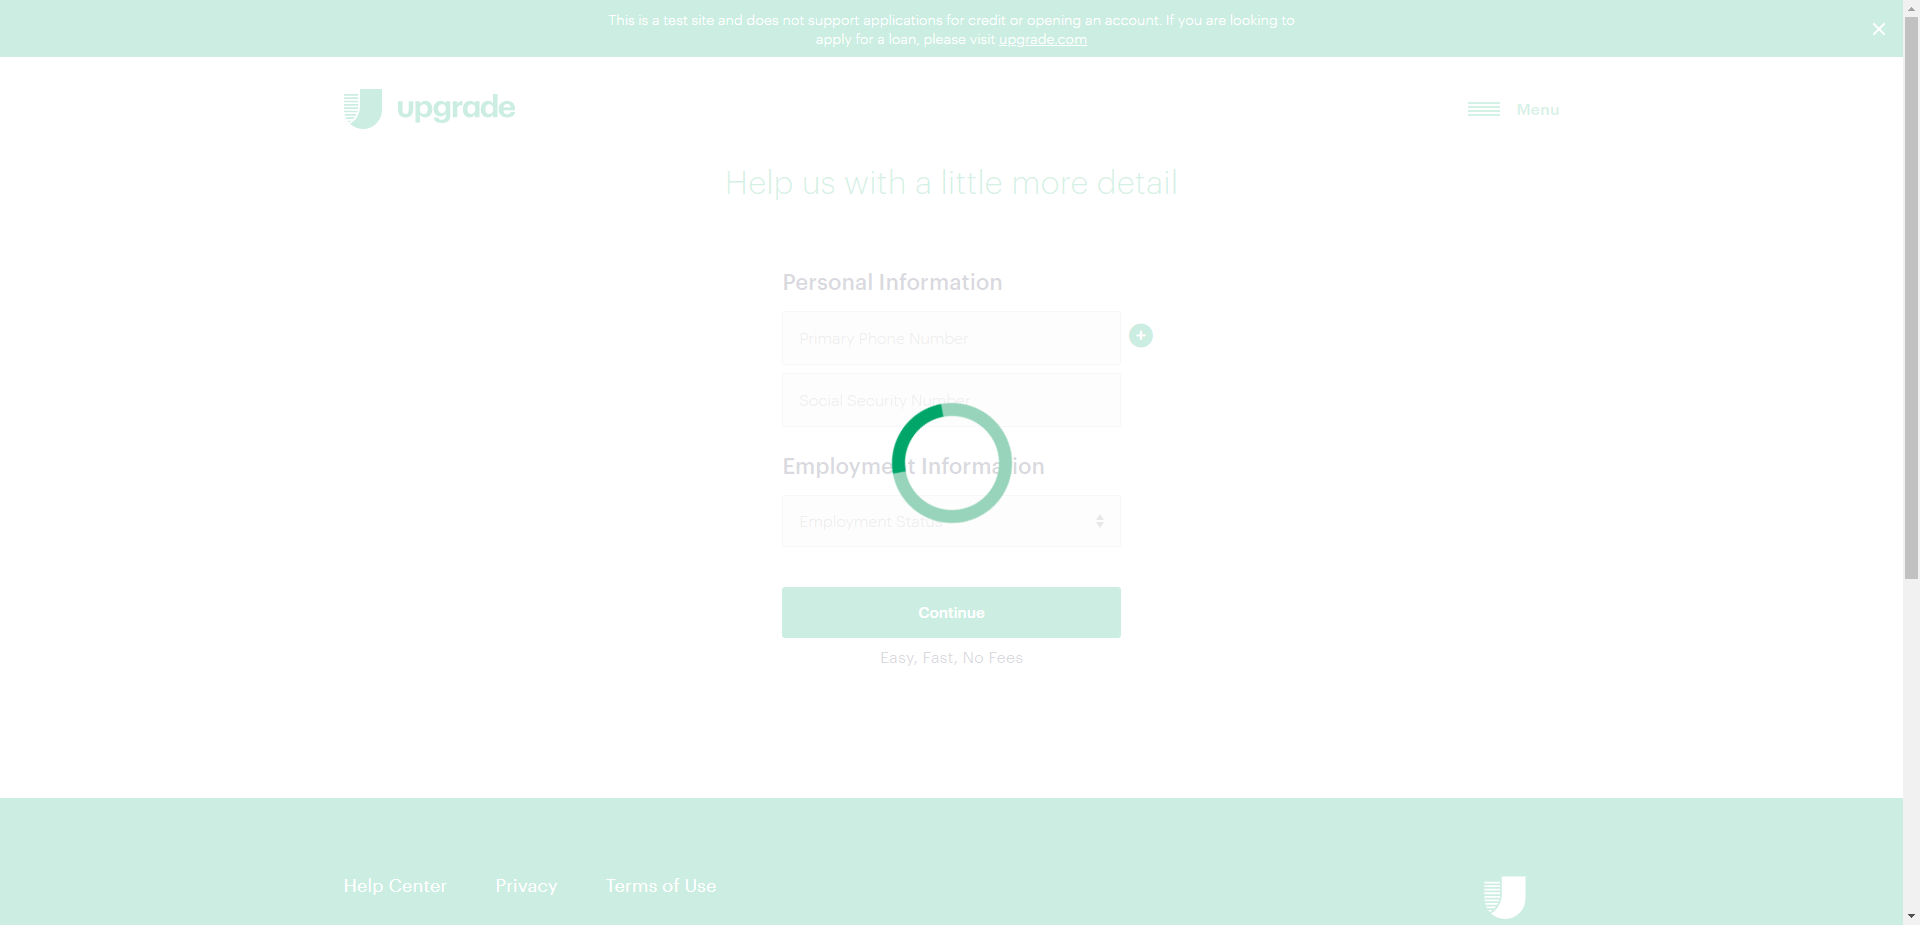 This is a test site and does not support applications for credit or opening an account. If you are looking to
apply for a loan, please visit upgrade.com
upgrade
Menu
Help us with a little more detail
Personal Information
Primary Phone Number
Social Security Number
Employment Information
Employment Status
Continue
Easy, Fast, No Fees
Help Center
Privacy
Terms of Use